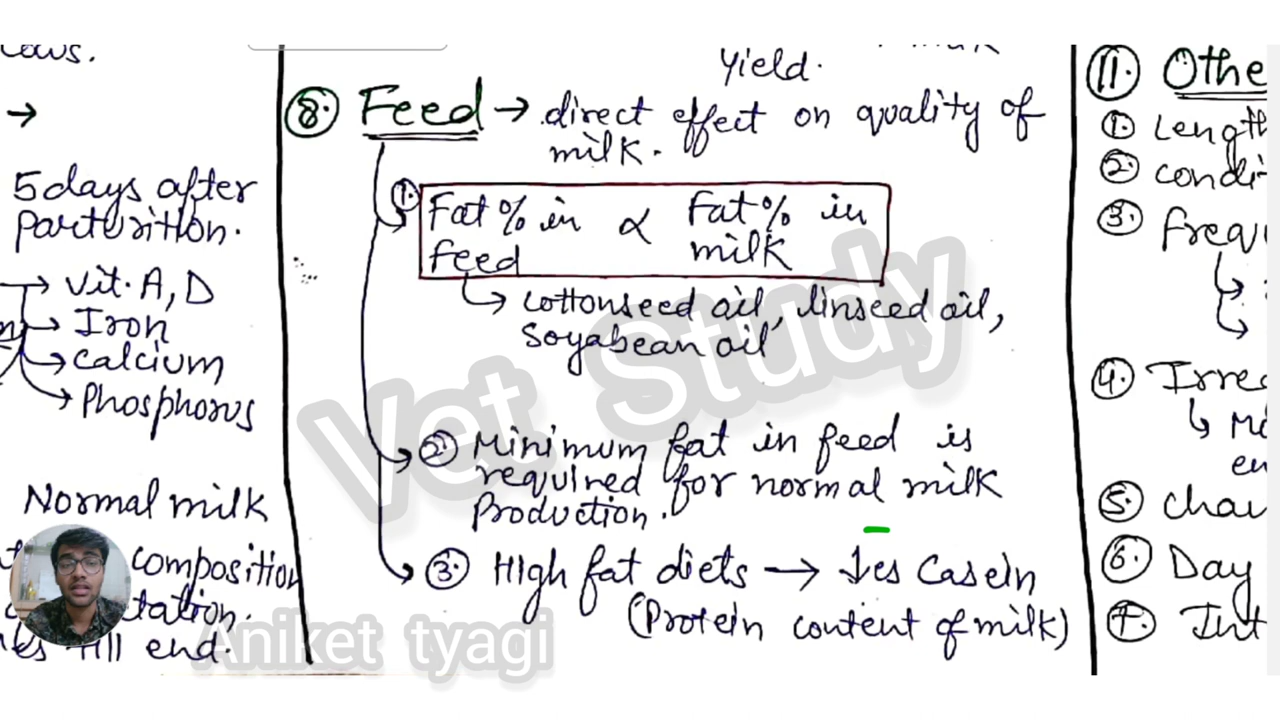 cows.
→
5 days after
parturition.
→ Vit. A, D
→ Iron
→ Calcium
→ Phosphorus
Normal milk
composition
till end.
Yield.
8. Feed → direct effect on quality of
milk.
1. Fat % in ∝ Fat % in
feed milk
↳ Cottonseed oil, linseed oil,
Soyabean oil
2. Minimum fat in feed is
required for normal milk
Production.
3. High fat diets → ↓es Casein
(Protein content of milk)
11. Othe
1. Length
2. condi
3. Frequ
4. Irre
5. Cha
6. Day
7. Int
Vet Study
Aniket tyagi